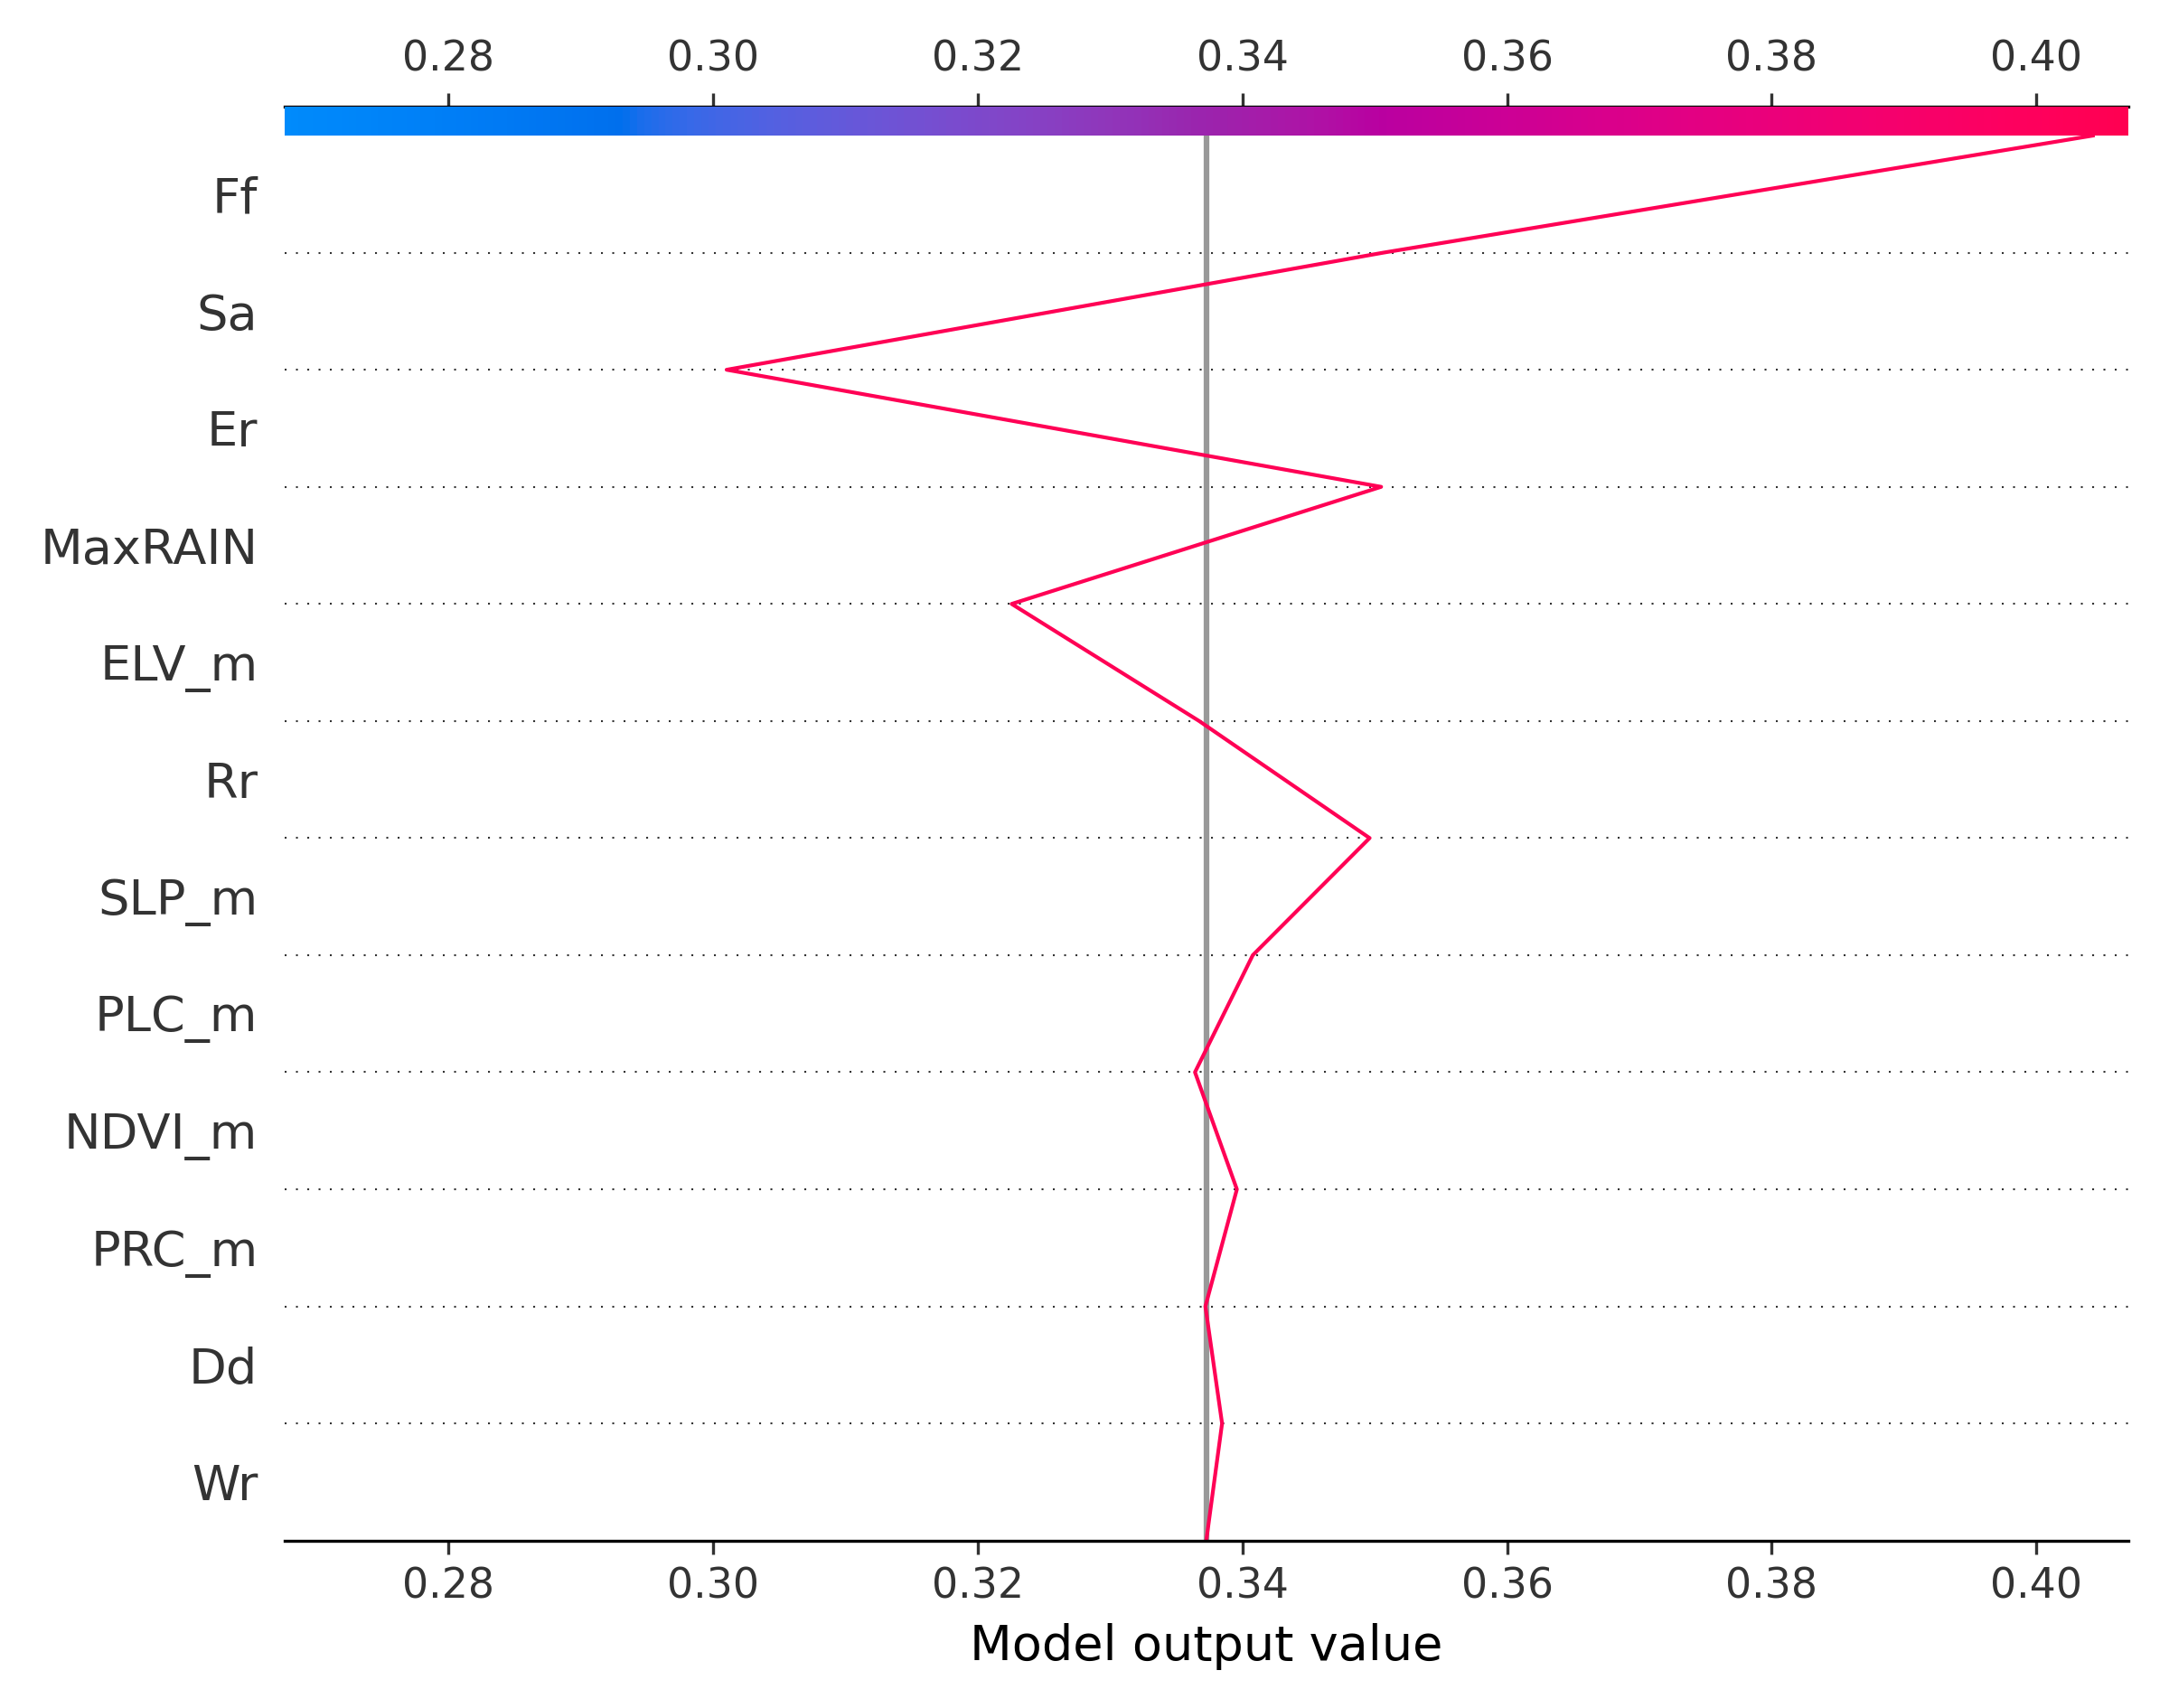 0.28 0.30 0.32 0.34 0.36 0.38 0.40
Ff
Sa
Er
MaxRAIN
ELV_m
Rr
SLP_m
PLC_m
NDVI_m
PRC_m
Dd
Wr
0.28 0.30 0.32 0.34 0.36 0.38 0.40
Model output value